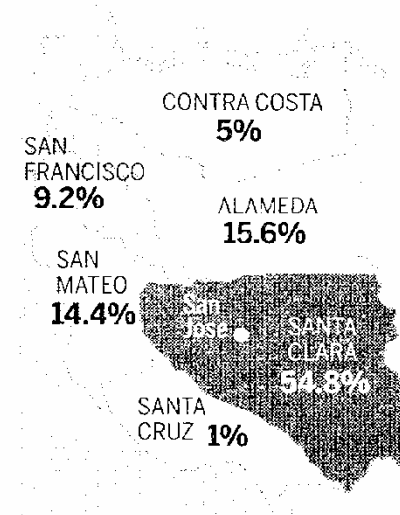 CONTRA COSTA
5%
SAN
FRANCISCO
9.2%
ALAMEDA
15.6%
SAN
MATEO
14.4%
San
Jose
SANTA
CLARA
54.8%
SANTA
CRUZ 1%